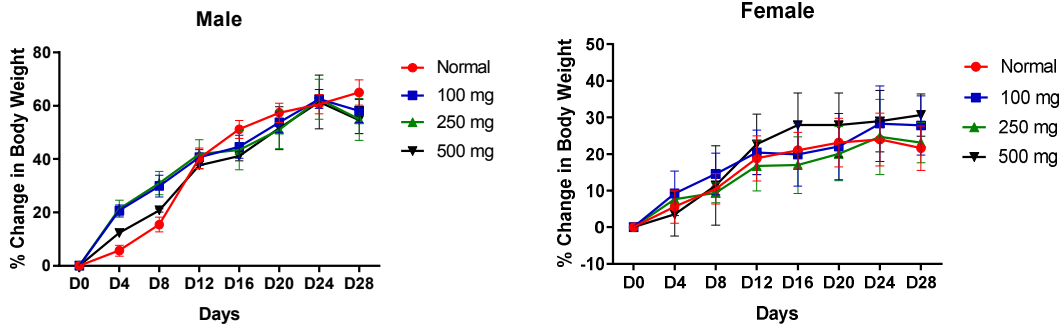 Male
% Change in Body Weight
80
60
40
20
0
D0 D4 D8 D12 D16 D20 D24 D28
Days
Normal
100 mg
250 mg
500 mg
Female
% Change in Body Weight
50
40
30
20
10
0
-10
D0 D4 D8 D12 D16 D20 D24 D28
Days
Normal
100 mg
250 mg
500 mg